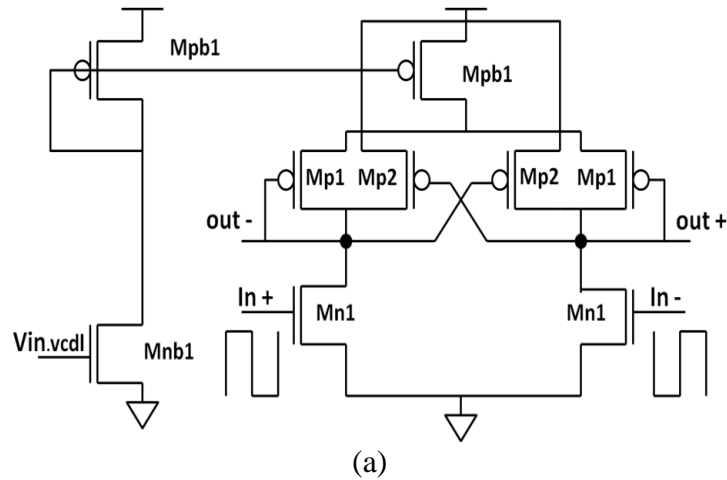 Mpb1
Mpb1
Mp1 Mp2 Mp2 Mp1
out - out +
In + In -
Mn1 Mn1
Vin.vcdl Mnb1
(a)